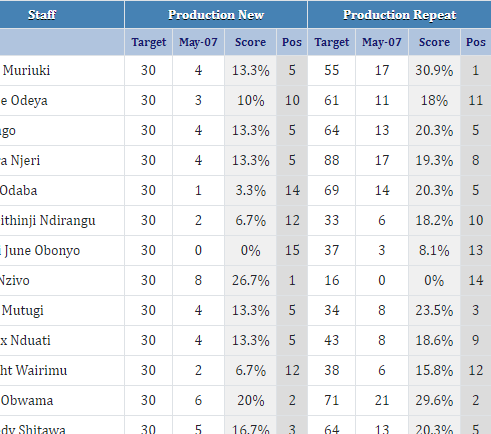 Staff Production New Production Repeat
Target May-07 Score Pos Target May-07 Score Pos
Muriuki 30 4 13.3% 5 55 17 30.9% 1
e Odeya 30 3 10% 10 61 11 18% 11
go 30 4 13.3% 5 64 13 20.3% 5
a Njeri 30 4 13.3% 5 88 17 19.3% 8
Odaba 30 1 3.3% 14 69 14 20.3% 5
ithinji Ndirangu 30 2 6.7% 12 33 6 18.2% 10
i June Obonyo 30 0 0% 15 37 3 8.1% 13
Nzivo 30 8 26.7% 1 16 0 0% 14
Mutugi 30 4 13.3% 5 34 8 23.5% 3
x Nduati 30 4 13.3% 5 43 8 18.6% 9
ht Wairimu 30 2 6.7% 12 38 6 15.8% 12
Obwama 30 6 20% 2 71 21 29.6% 2
dy Shitawa 30 5 16.7% 3 64 13 20.3% 5